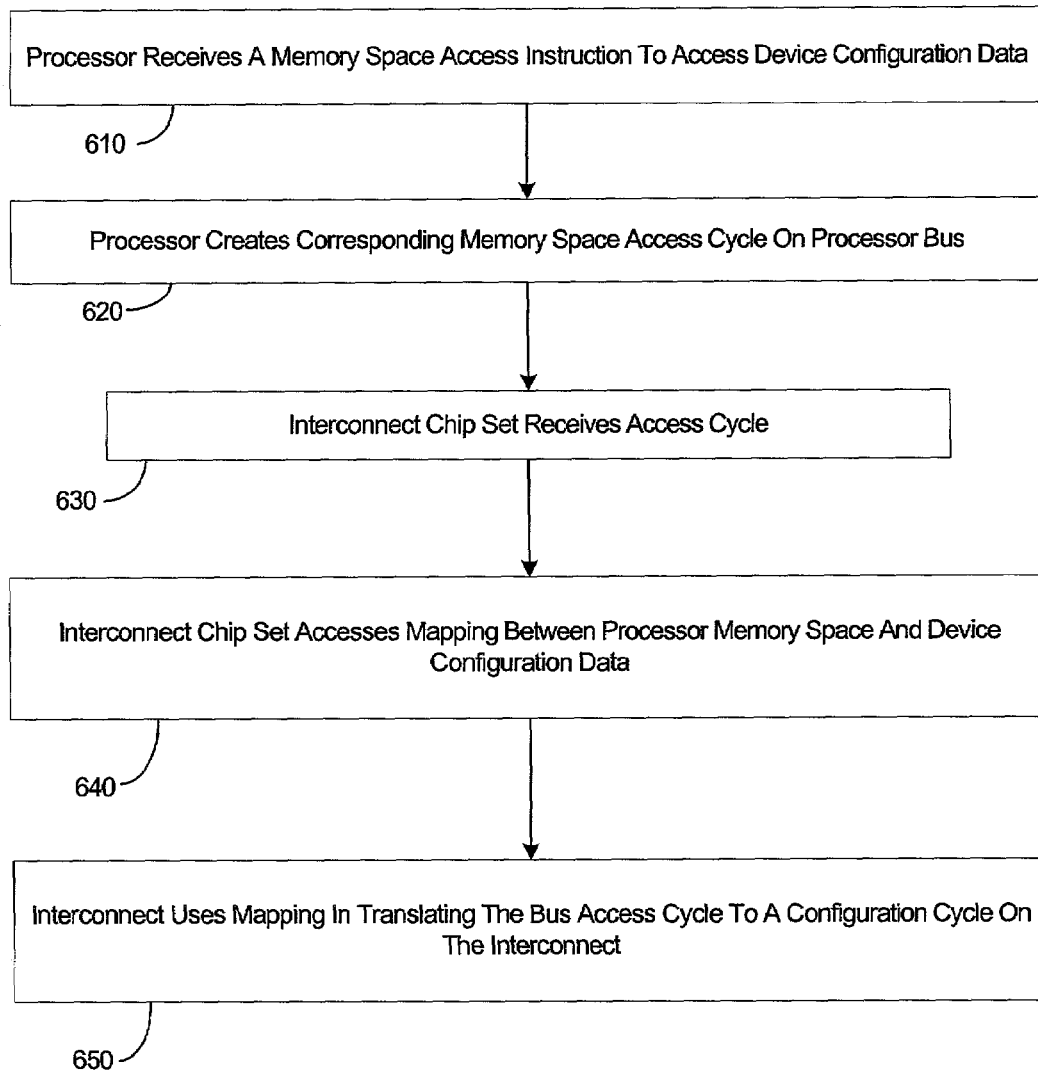 Processor Receives A Memory Space Access Instruction To Access Device Configuration Data
610
Processor Creates Corresponding Memory Space Access Cycle On Processor Bus
620
Interconnect Chip Set Receives Access Cycle
630
Interconnect Chip Set Accesses Mapping Between Processor Memory Space And Device
Configuration Data
640
Interconnect Uses Mapping In Translating The Bus Access Cycle To A Configuration Cycle On
The Interconnect
650